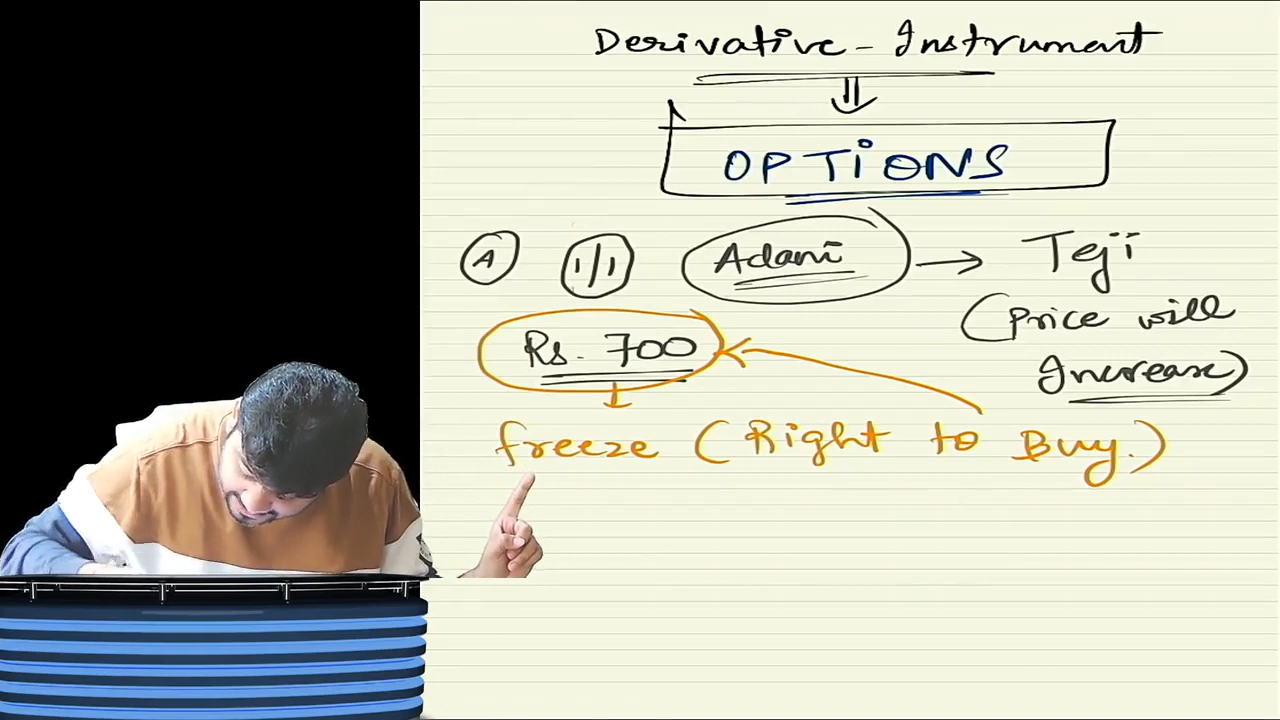 Derivative - Instrument
OPTIONS
A 1/1 Adani → Teji
(Price will
Increase)
Rs. 700
freeze (Right to Buy.)